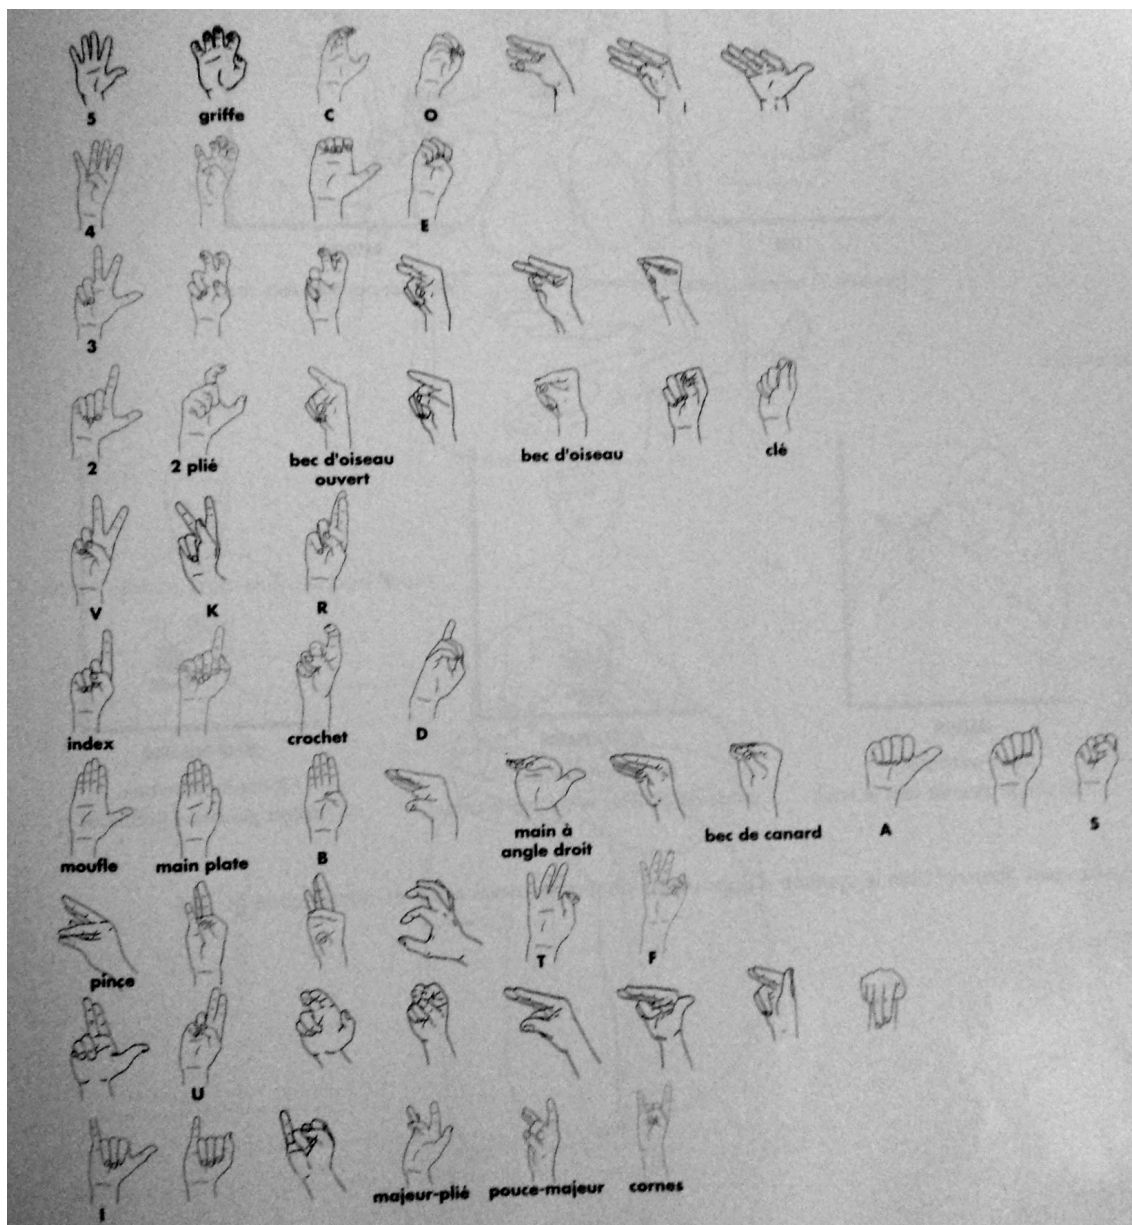 5 griffe C O
4 E
3
2 2 plié bec d'oiseau bec d'oiseau clé
ouvert
V K R
index crochet D
moufle main plate B main à bec de canard A S
angle droit
pince T F
U
I majeur-plié pouce-majeur cornes